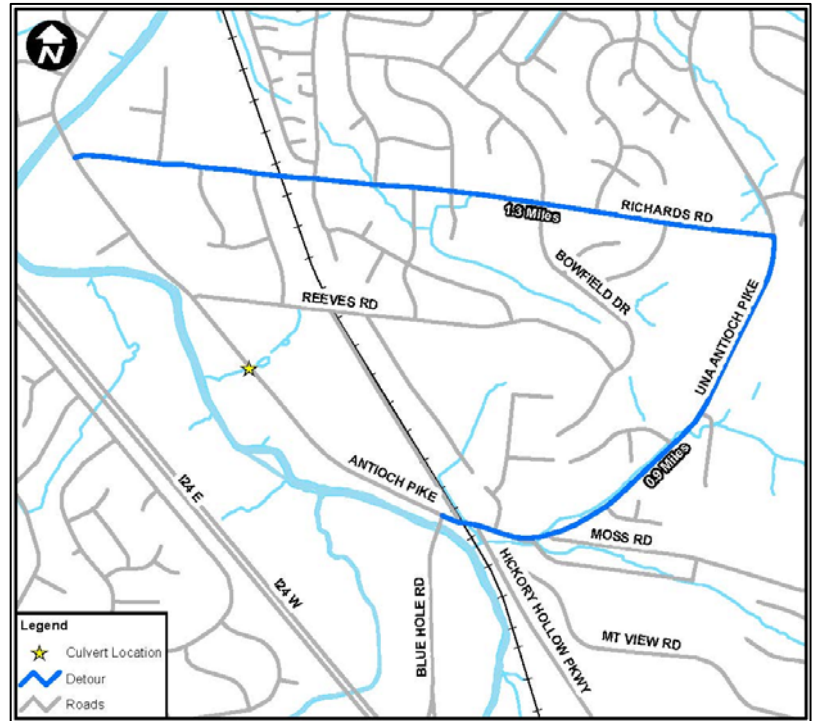 N
RICHARDS RD
1.3 Miles
BOWFIELD DR
REEVES RD
UNA ANTIOCH PIKE
0.9 Miles
ANTIOCH PIKE
I24 E
MOSS RD
HICKORY HOLLOW PKWY
I24 W
BLUE HOLE RD
MT VIEW RD
Legend
Culvert Location
Detour
Roads